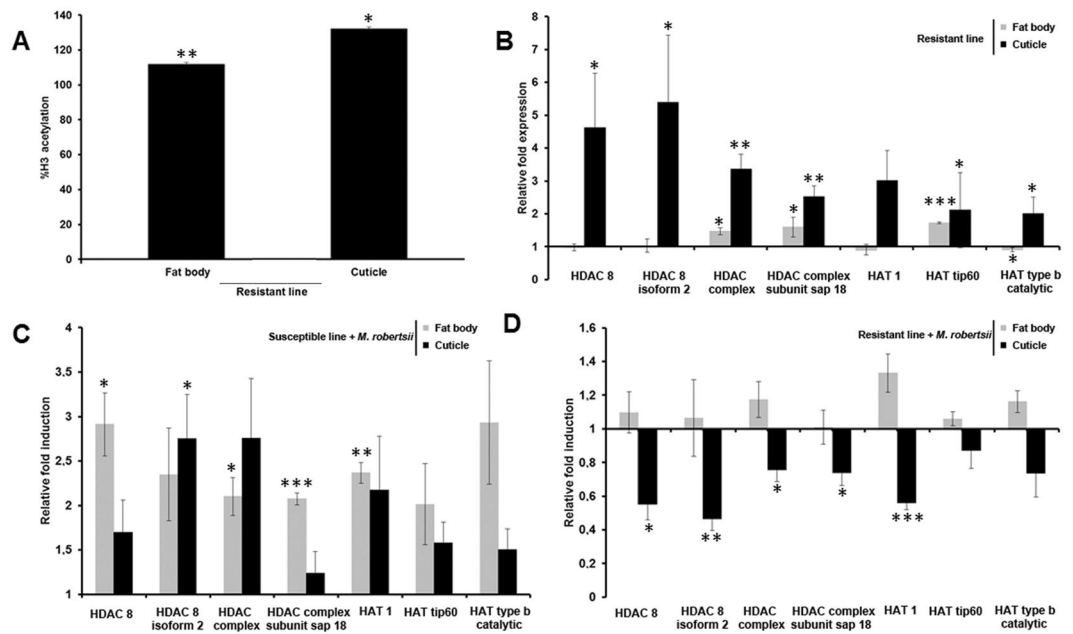 A
%H3 acetylation
140
120
100
80
60
40
20
0
**
*
Fat body
Cuticle
Resistant line
B
Relative fold expression
8
7
6
5
4
3
2
1
0
Resistant line
Fat body
Cuticle
*
*
*
**
*
**
***
*
*
*
HDAC 8
HDAC 8
isoform 2
HDAC
complex
HDAC complex
subunit sap 18
HAT 1
HAT tip60
HAT type b
catalytic
C
Relative fold induction
4
3,5
3
2,5
2
1,5
1
Susceptible line + M. robertsii
Fat body
Cuticle
*
*
*
***
**
HDAC 8
HDAC 8
isoform 2
HDAC
complex
HDAC complex
subunit sap 18
HAT 1
HAT tip60
HAT type b
catalytic
D
Relative fold induction
1,6
1,4
1,2
1
0,8
0,6
0,4
0,2
0
Resistant line + M. robertsii
Fat body
Cuticle
*
**
*
*
***
HDAC 8
HDAC 8
isoform 2
HDAC
complex
HDAC complex
subunit sap 18
HAT 1
HAT tip60
HAT type b
catalytic